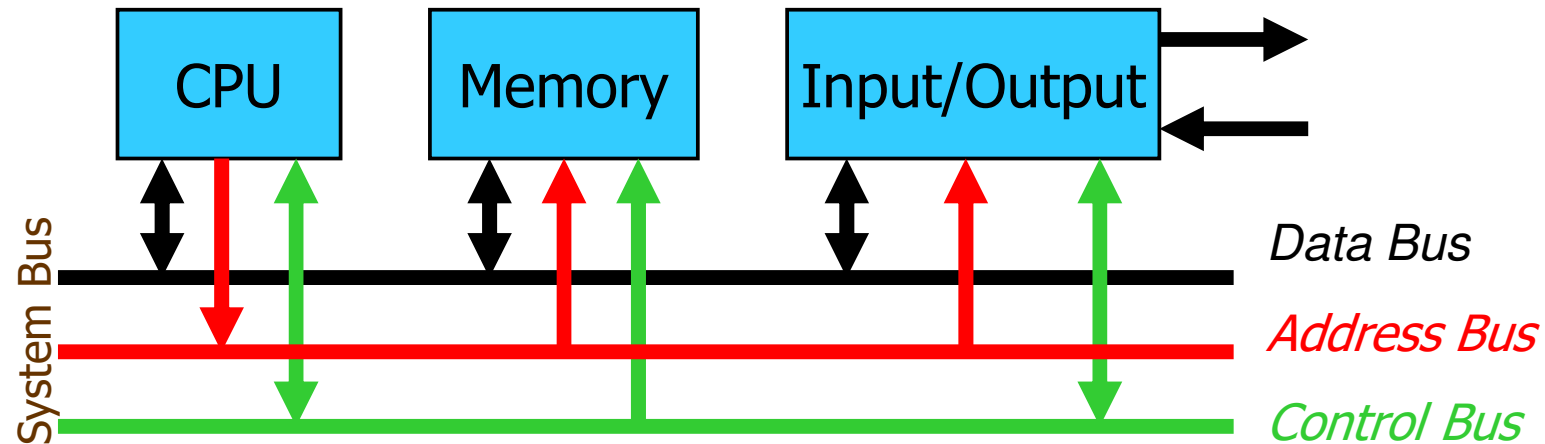 CPU
Memory
Input/Output
System Bus
Data Bus
Address Bus
Control Bus